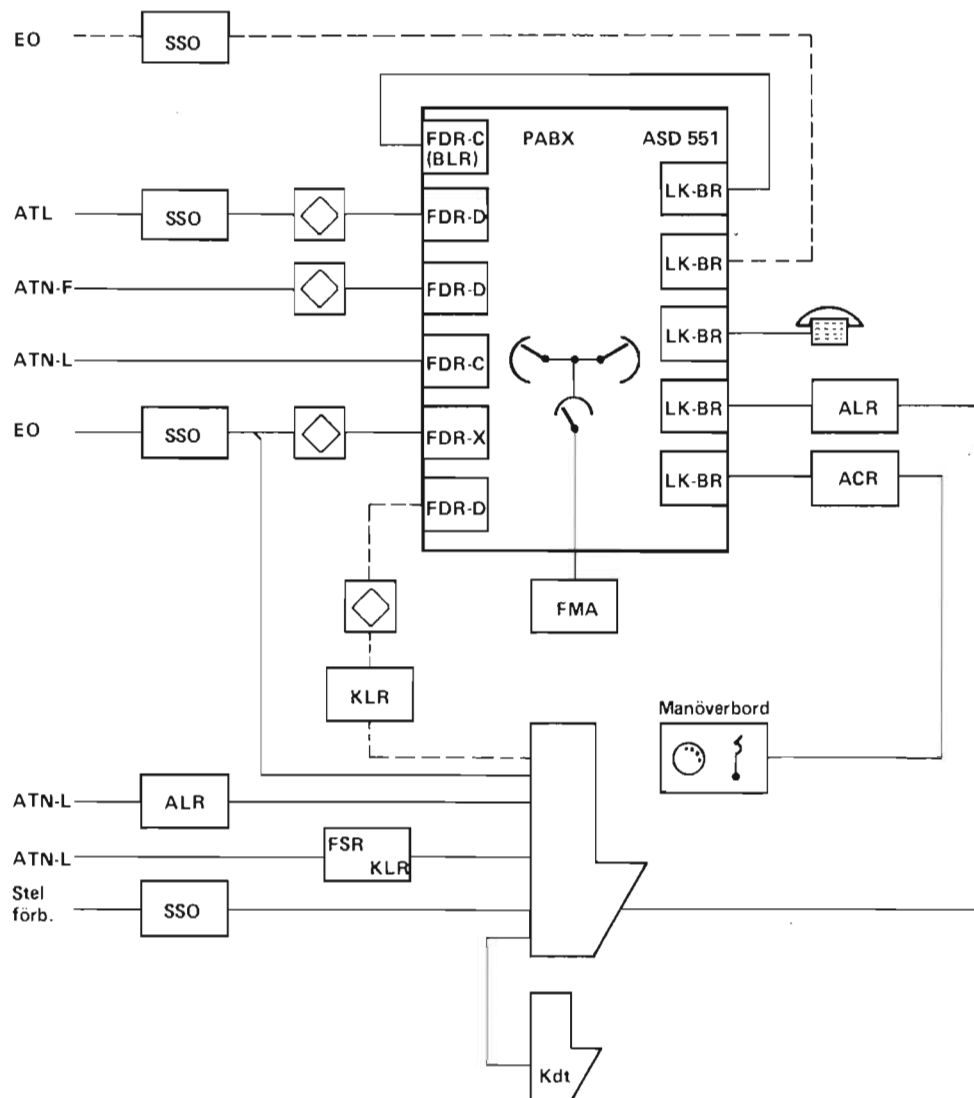 EO
SSO
FDR-C
(BLR)
PABX
ASD 551
LK-BR
ATL
SSO
FDR-D
LK-BR
ATN-F
FDR-D
LK-BR
ATN-L
FDR-C
LK-BR
ALR
EO
SSO
FDR-X
LK-BR
ACR
FDR-D
FMA
KLR
Manöverbord
ATN-L
ALR
ATN-L
FSR
KLR
Stel
förb.
SSO
Kdt